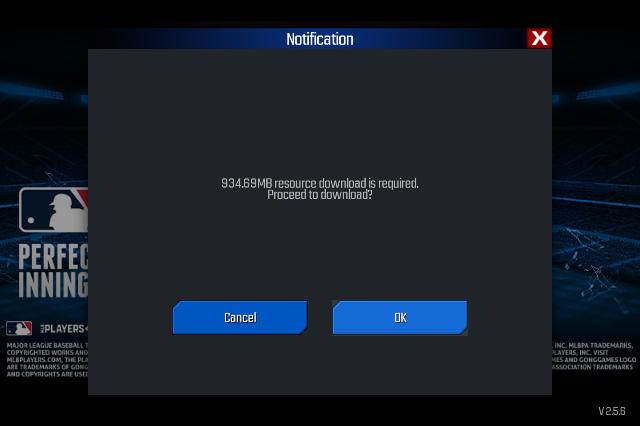 Notification
X
934.69MB resource download is required.
Proceed to download?
PERFEC
INNING
PLAYERS
Cancel
OK
MAJOR LEAGUE BASEBALL T
COPYRIGHTED WORKS AND
MLBPLAYERS.COM, THE PLA
ARE TRADEMARKS OF GONG
AND COPYRIGHTS ARE USED
, INC. MLBPA TRADEMARKS,
PLAYERS, INC. VISIT
MES AND GONGGAMES LOGO
ASSOCIATION TRADEMARKS
V 2.5.6